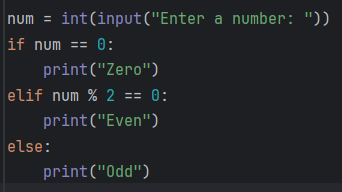 num = int(input("Enter a number: "))
if num == 0:
    print("Zero")
elif num % 2 == 0:
    print("Even")
else:
    print("Odd")